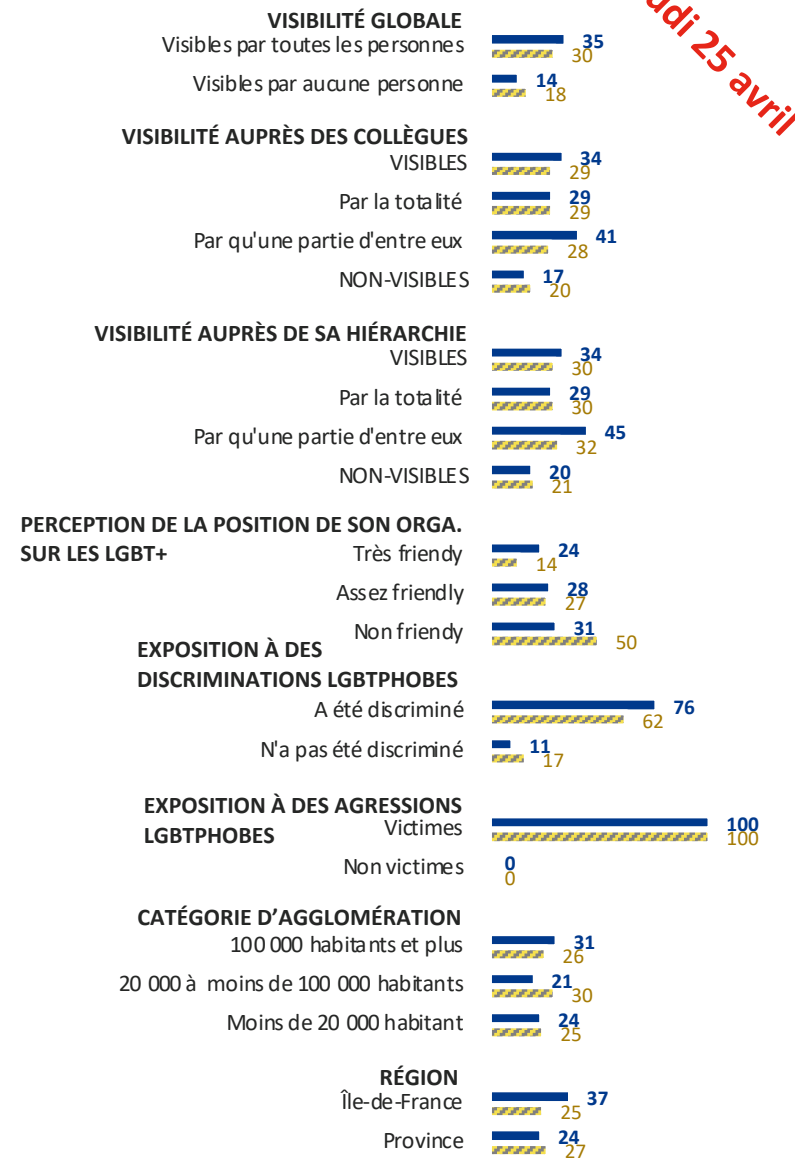 udi 25 avril
VISIBILITÉ GLOBALE
Visibles par toutes les personnes 35
30
Visibles par aucune personne 14
18
VISIBILITÉ AUPRÈS DES COLLÈGUES
VISIBLES 34
29
Par la totalité 29
29
Par qu'une partie d'entre eux 41
28
NON-VISIBLES 17
20
VISIBILITÉ AUPRÈS DE SA HIÉRARCHIE
VISIBLES 34
30
Par la totalité 29
30
Par qu'une partie d'entre eux 45
32
NON-VISIBLES 20
21
PERCEPTION DE LA POSITION DE SON ORGA.
SUR LES LGBT+ Très friendy 24
14
Assez friendly 28
27
Non friendy 31
50
EXPOSITION À DES
DISCRIMINATIONS LGBTPHOBES
A été discriminé 76
62
N'a pas été discriminé 11
17
EXPOSITION À DES AGRESSIONS
LGBTPHOBES Victimes 100
100
Non victimes 0
0
CATÉGORIE D’AGGLOMÉRATION
100 000 habitants et plus 31
26
20 000 à moins de 100 000 habitants 21
30
Moins de 20 000 habitant 24
25
RÉGION
Île-de-France 37
25
Province 24
27